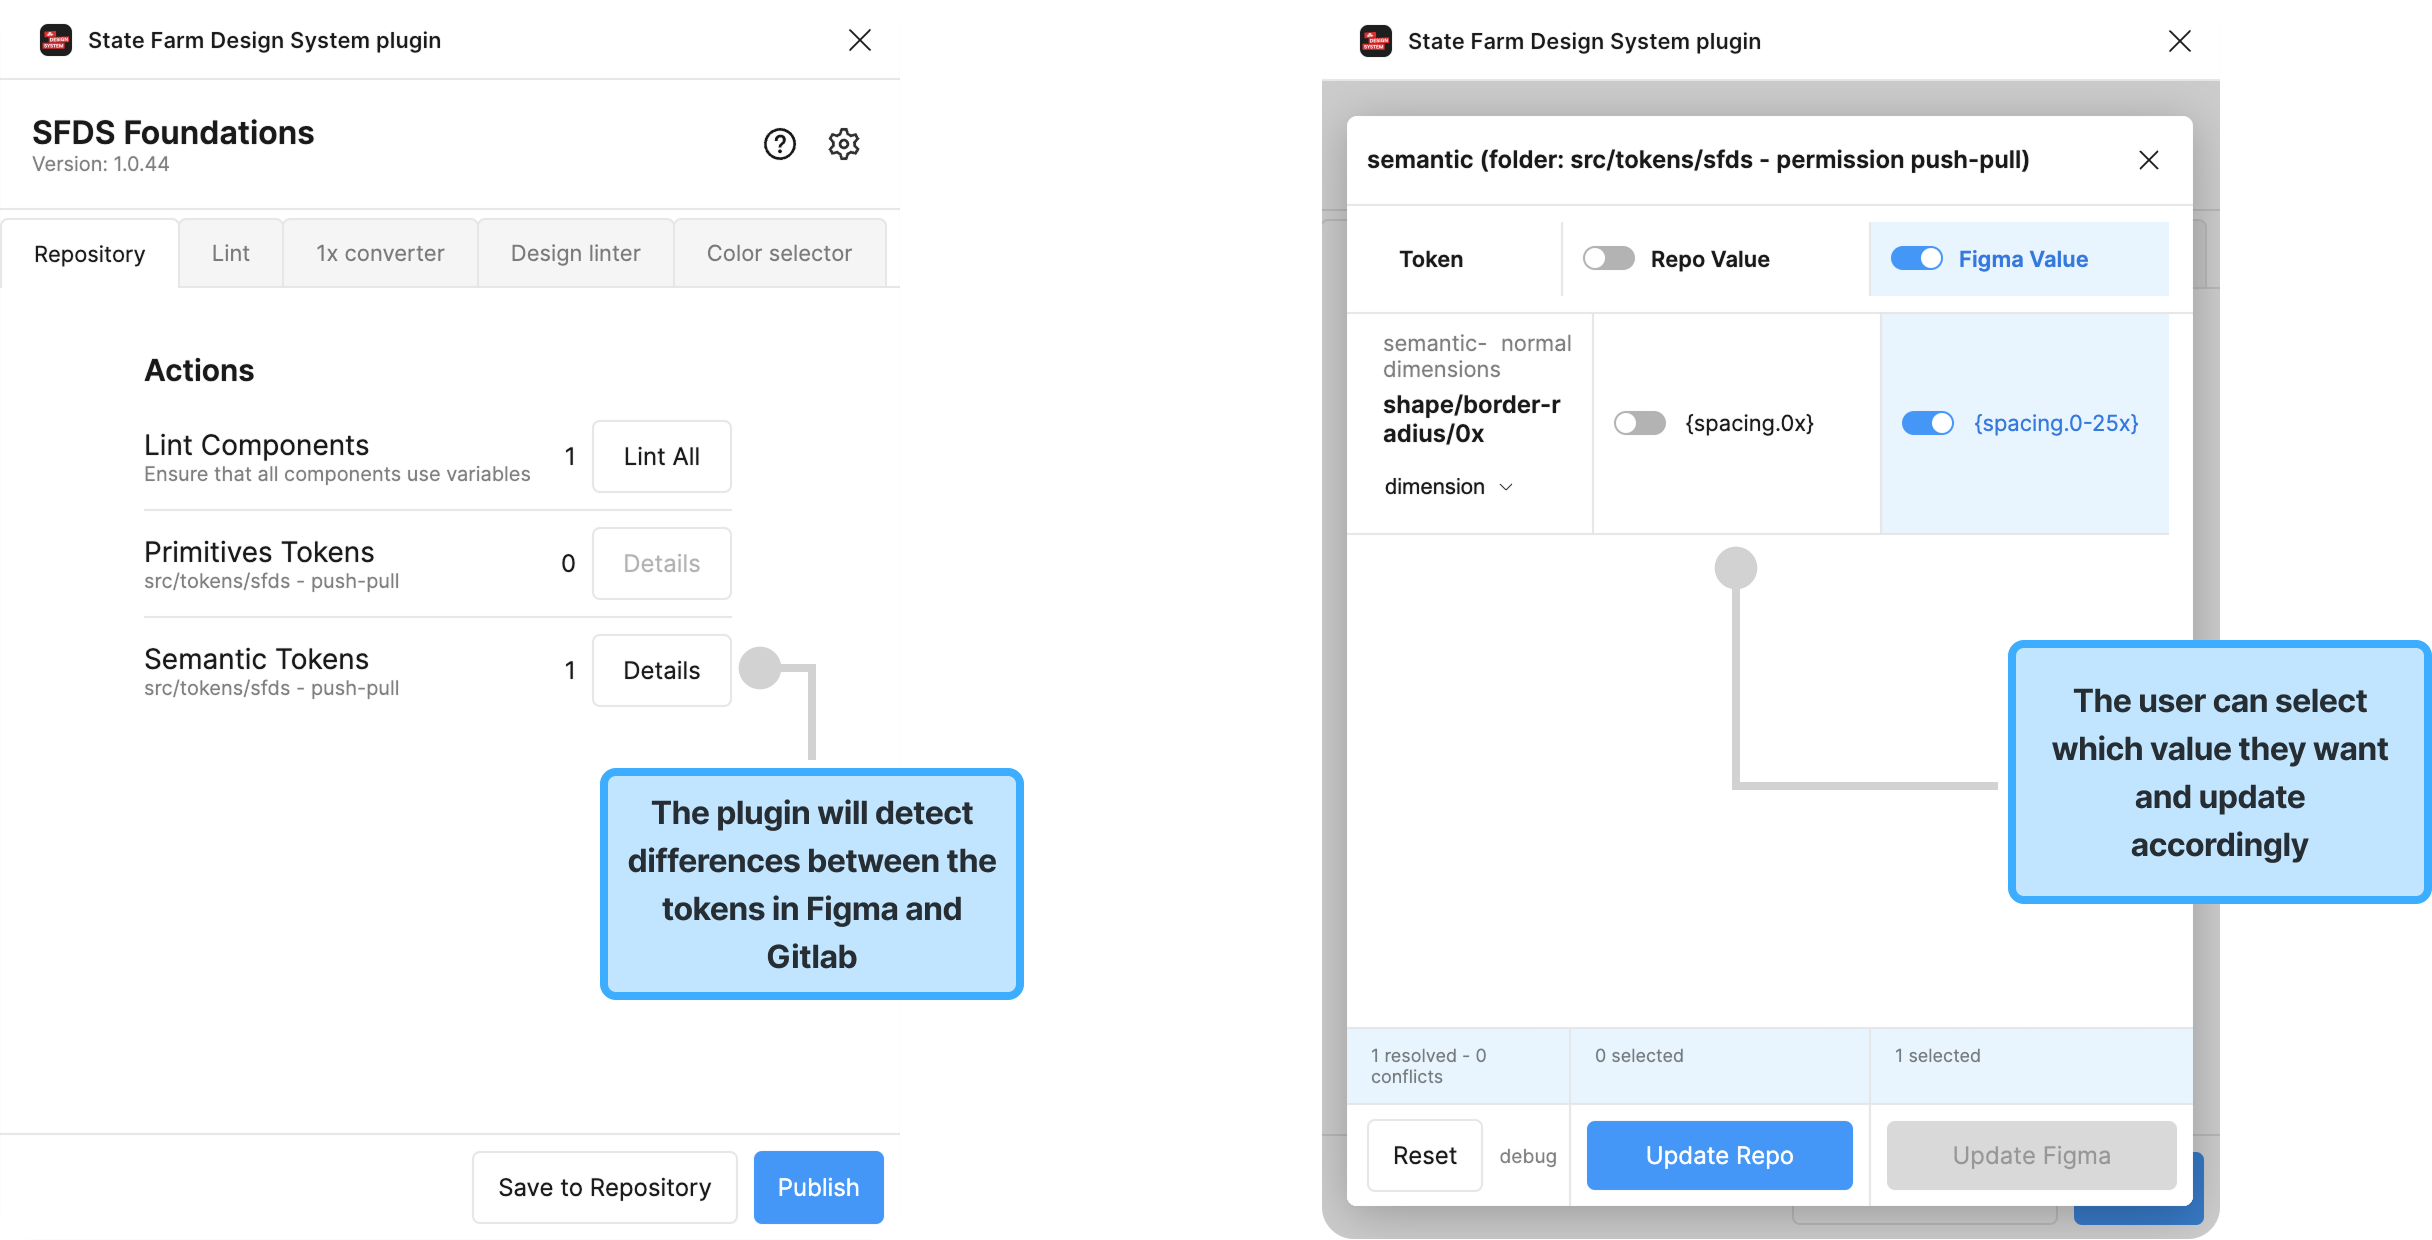 State Farm Design System plugin
SFDS Foundations
Version: 1.0.44
Repository
Lint
1x converter
Design linter
Color selector
Actions
Lint Components
Ensure that all components use variables
1
Lint All
Primitives Tokens
src/tokens/sfds - push-pull
0
Details
Semantic Tokens
src/tokens/sfds - push-pull
1
Details
The plugin will detect
differences between the
tokens in Figma and
Gitlab
Save to Repository
Publish
State Farm Design System plugin
semantic (folder: src/tokens/sfds - permission push-pull)
Token
Repo Value
Figma Value
semantic- normal
dimensions
shape/border-r
adius/0x
dimension
{spacing.0x}
{spacing.0-25x}
The user can select
which value they want
and update
accordingly
1 resolved - 0
conflicts
0 selected
1 selected
Reset
debug
Update Repo
Update Figma